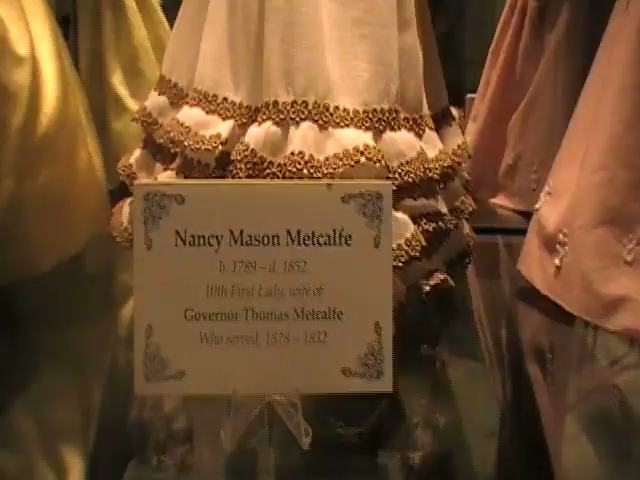 Nancy Mason Metcalfe
b. 1789 – d. 1852
10th First Lady, wife of
Governor Thomas Metcalfe
Who served, 1828 – 1832